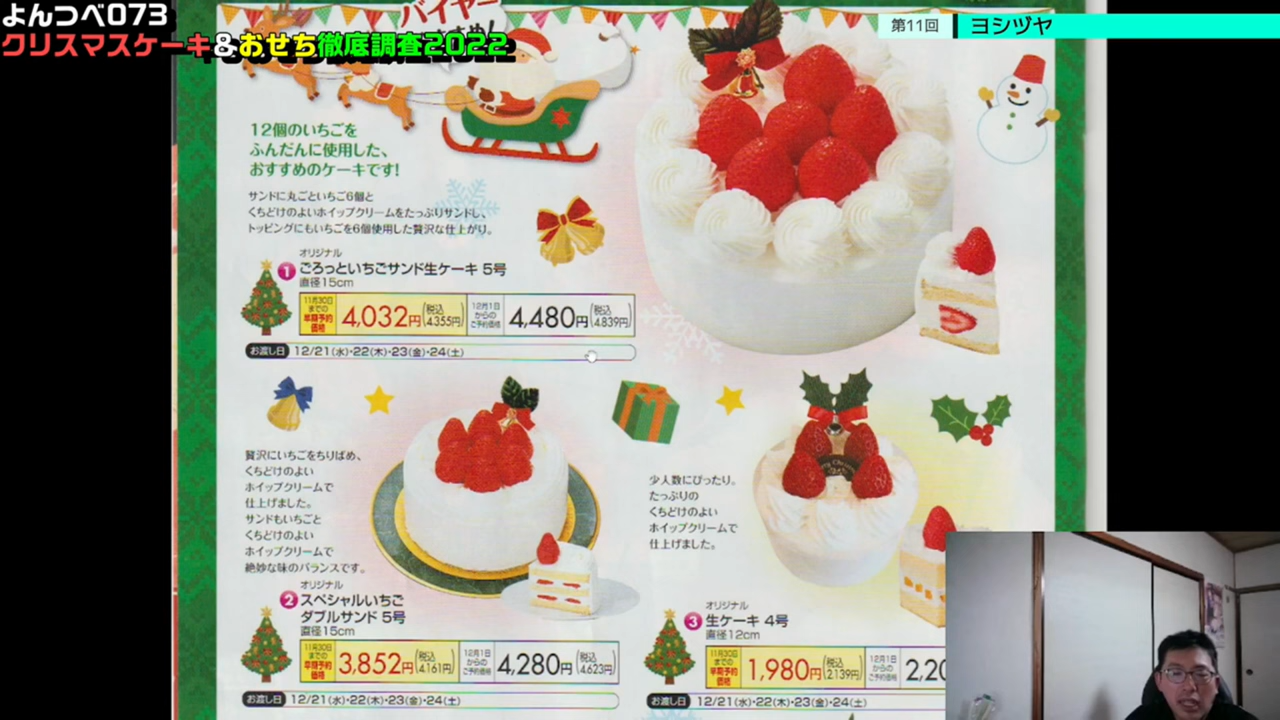 よんつべ073
クリスマスケーキ&おせち徹底調査2022
第11回 ヨシヅヤ
バイヤー
12個のいちごを
ふんだんに使用した、
おすすめのケーキです!
サンドに丸ごといちご6個と
くちどけのよいホイップクリームをたっぷりサンドし、
トッピングにもいちごを6個使用した贅沢な仕上がり。
オリジナル
1 ごろっといちごサンド生ケーキ 5号
直径15cm
11月30日までの早期予約価格 4,032円(税込4,355円) 12月1日からのご予約価格 4,480円(税込4,839円)
お渡し日 12/21(水)・22(木)・23(金)・24(土)
贅沢にいちごをちりばめ、
くちどけのよい
ホイップクリームで
仕上げました。
サンドもいちごと
くちどけのよい
ホイップクリームで
絶妙な味のバランスです。
オリジナル
2 スペシャルいちご
ダブルサンド 5号
直径15cm
11月30日までの早期予約価格 3,852円(税込4,161円) 12月1日からのご予約価格 4,280円(税込4,623円)
お渡し日 12/21(水)・22(木)・23(金)・24(土)
少人数にぴったり。
たっぷりの
くちどけのよい
ホイップクリームで
仕上げました。
オリジナル
3 生ケーキ 4号
直径12cm
11月30日までの早期予約価格 1,980円(税込2,139円) 12月1日からのご予約価格 2,20
お渡し日 12/21(水)・22(木)・23(金)・24(土)